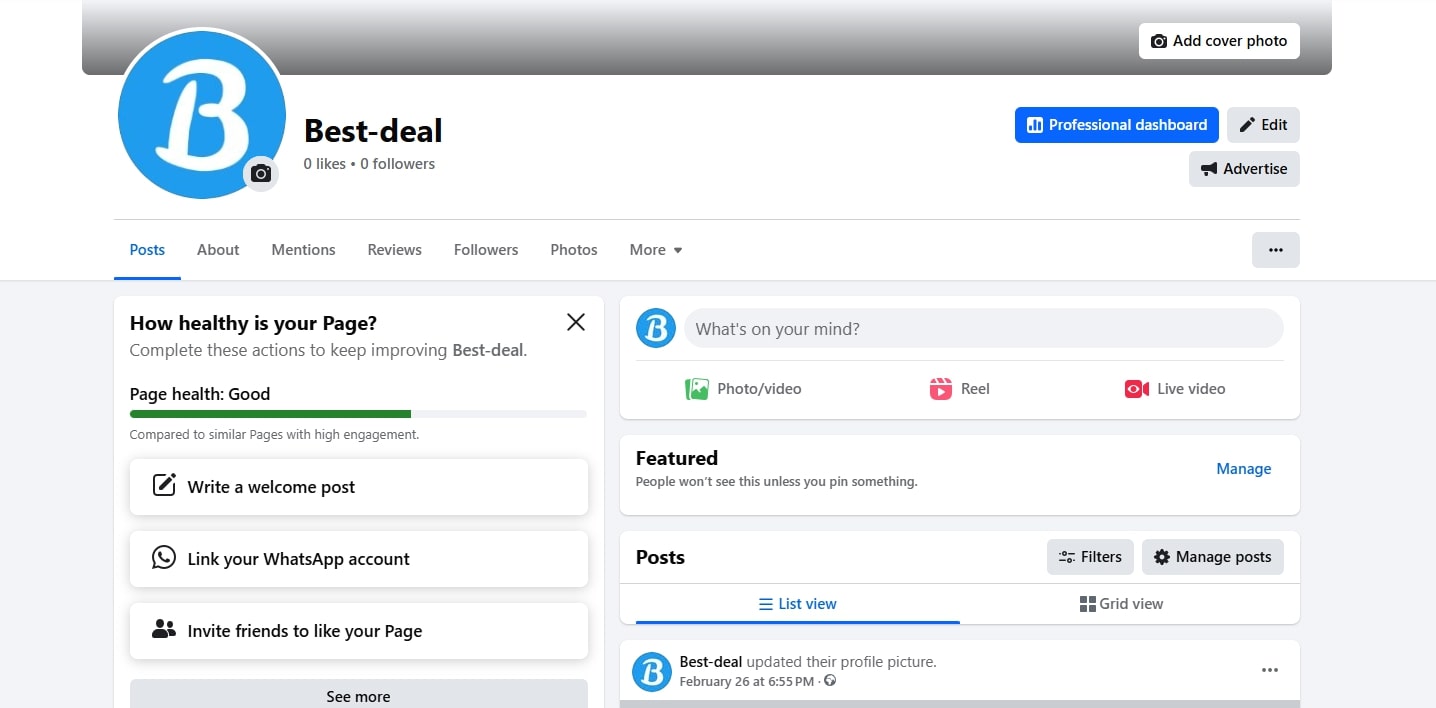 Add cover photo
B
Best-deal
0 likes • 0 followers
Professional dashboard
Edit
Advertise
Posts
About
Mentions
Reviews
Followers
Photos
More
How healthy is your Page?
Complete these actions to keep improving Best-deal.
Page health: Good
Compared to similar Pages with high engagement.
Write a welcome post
Link your WhatsApp account
Invite friends to like your Page
See more
B
What's on your mind?
Photo/video
Reel
Live video
Featured
People won’t see this unless you pin something.
Manage
Posts
Filters
Manage posts
List view
Grid view
B
Best-deal updated their profile picture.
February 26 at 6:55 PM ·